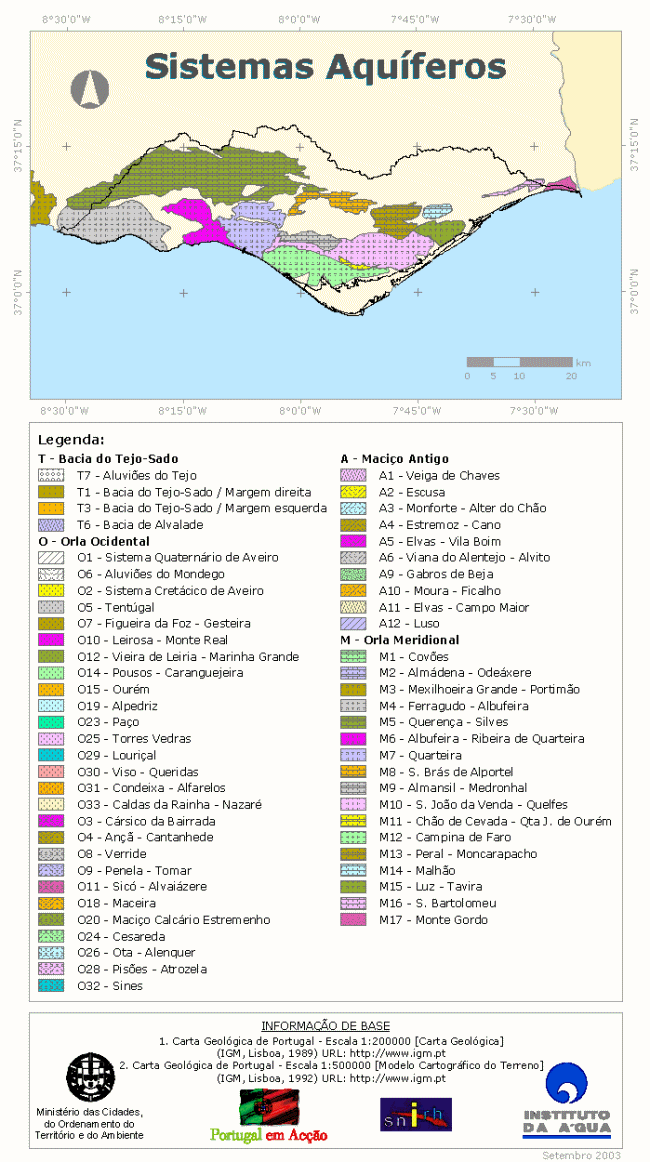 8°30'0"W 8°15'0"W 8°0'0"W 7°45'0"W 7°30'0"W
Sistemas Aquíferos
37°15'0"N 37°15'0"N
37°0'0"N 37°0'0"N
km
0 5 10 20
8°30'0"W 8°15'0"W 8°0'0"W 7°45'0"W 7°30'0"W
Legenda:
T - Bacia do Tejo-Sado
T7 - Aluviões do Tejo
T1 - Bacia do Tejo-Sado / Margem direita
T3 - Bacia do Tejo-Sado / Margem esquerda
T6 - Bacia de Alvalade
O - Orla Ocidental
O1 - Sistema Quaternário de Aveiro
O6 - Aluviões do Mondego
O2 - Sistema Cretácico de Aveiro
O5 - Tentúgal
O7 - Figueira da Foz - Gesteira
O10 - Leirosa - Monte Real
O12 - Vieira de Leiria - Marinha Grande
O14 - Pousos - Caranguejeira
O15 - Ourém
O19 - Alpedriz
O23 - Paço
O25 - Torres Vedras
O29 - Louriçal
O30 - Viso - Queridas
O31 - Condeixa - Alfarelos
O33 - Caldas da Rainha - Nazaré
O3 - Cársico da Bairrada
O4 - Ançã - Cantanhede
O8 - Verride
O9 - Penela - Tomar
O11 - Sicó - Alvaiázere
O18 - Maceira
O20 - Maciço Calcário Estremenho
O24 - Cesareda
O26 - Ota - Alenquer
O28 - Pisões - Atrozela
O32 - Sines
A - Maciço Antigo
A1 - Veiga de Chaves
A2 - Escusa
A3 - Monforte - Alter do Chão
A4 - Estremoz - Cano
A5 - Elvas - Vila Boim
A6 - Viana do Alentejo - Alvito
A9 - Gabros de Beja
A10 - Moura - Ficalho
A11 - Elvas - Campo Maior
A12 - Luso
M - Orla Meridional
M1 - Covões
M2 - Almádena - Odeáxere
M3 - Mexilhoeira Grande - Portimão
M4 - Ferragudo - Albufeira
M5 - Querença - Silves
M6 - Albufeira - Ribeira de Quarteira
M7 - Quarteira
M8 - S. Brás de Alportel
M9 - Almansil - Medronhal
M10 - S. João da Venda - Quelfes
M11 - Chão de Cevada - Qta J. de Ourém
M12 - Campina de Faro
M13 - Peral - Moncarapacho
M14 - Malhão
M15 - Luz - Tavira
M16 - S. Bartolomeu
M17 - Monte Gordo
INFORMAÇÃO DE BASE
1. Carta Geológica de Portugal - Escala 1:200000 [Carta Geológica]
(IGM, Lisboa, 1989) URL: http://www.igm.pt
2. Carta Geológica de Portugal - Escala 1:500000 [Modelo Cartográfico do Terreno]
(IGM, Lisboa, 1992) URL: http://www.igm.pt
Ministério das Cidades,
do Ordenamento do
Território e do Ambiente
Portugal em Acção
snirh
INSTITUTO
DA ÁGUA
Setembro 2003